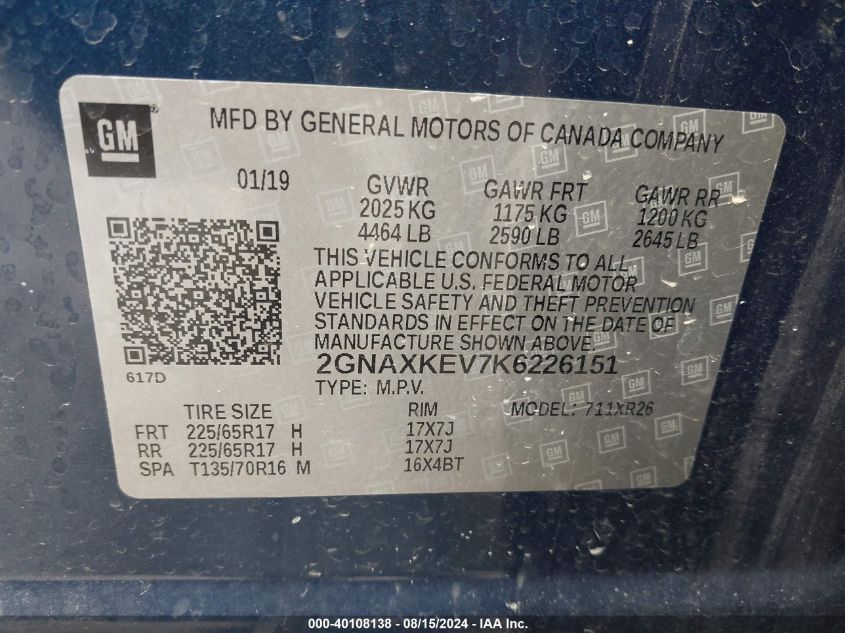 GM
MFD BY GENERAL MOTORS OF CANADA COMPANY
01/19
GVWR GAWR FRT GAWR RR
2025 KG 1175 KG 1200 KG
4464 LB 2590 LB 2645 LB
THIS VEHICLE CONFORMS TO ALL
APPLICABLE U.S. FEDERAL MOTOR
VEHICLE SAFETY AND THEFT PREVENTION
STANDARDS IN EFFECT ON THE DATE OF
MANUFACTURE SHOWN ABOVE.
617D
2GNAXKEV7K6226151
TYPE: M.P.V.
TIRE SIZE RIM MODEL: 711XR26
FRT 225/65R17 H 17X7J
RR 225/65R17 H 17X7J
SPA T135/70R16 M 16X4BT
000-40108138 - 08/15/2024 - IAA Inc.